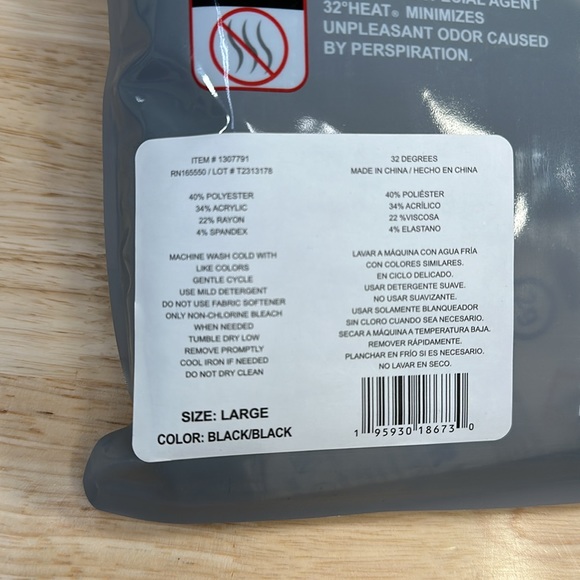 SPECIAL AGENT
32°HEAT® MINIMIZES
UNPLEASANT ODOR CAUSED
BY PERSPIRATION.
ITEM # 1307791
RN165550 / LOT # T2313178
40% POLYESTER
34% ACRYLIC
22% RAYON
4% SPANDEX
MACHINE WASH COLD WITH
LIKE COLORS
GENTLE CYCLE
USE MILD DETERGENT
DO NOT USE FABRIC SOFTENER
ONLY NON-CHLORINE BLEACH
WHEN NEEDED
TUMBLE DRY LOW
REMOVE PROMPTLY
COOL IRON IF NEEDED
DO NOT DRY CLEAN
SIZE: LARGE
COLOR: BLACK/BLACK
32 DEGREES
MADE IN CHINA / HECHO EN CHINA
40% POLIÉSTER
34% ACRÍLICO
22 %VISCOSA
4% ELASTANO
LAVAR A MÁQUINA CON AGUA FRÍA
CON COLORES SIMILARES.
EN CICLO DELICADO.
USAR DETERGENTE SUAVE.
NO USAR SUAVIZANTE.
USAR SOLAMENTE BLANQUEADOR
SIN CLORO CUANDO SEA NECESARIO.
SECAR A MÁQUINA A TEMPERATURA BAJA.
REMOVER RÁPIDAMENTE.
PLANCHAR EN FRÍO SI ES NECESARIO.
NO LAVAR EN SECO.
1 95930 18673 0